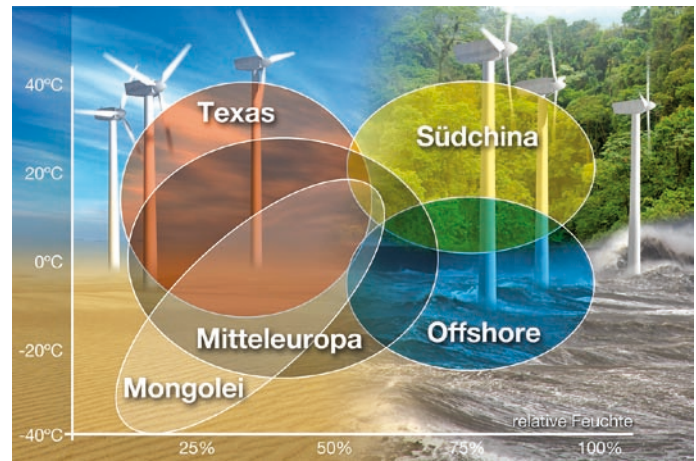 40°C
Texas
Südchina
20°C
0°C
Mitteleuropa
Offshore
-20°C
Mongolei
relative Feuchte
-40°C
25%
50%
75%
100%